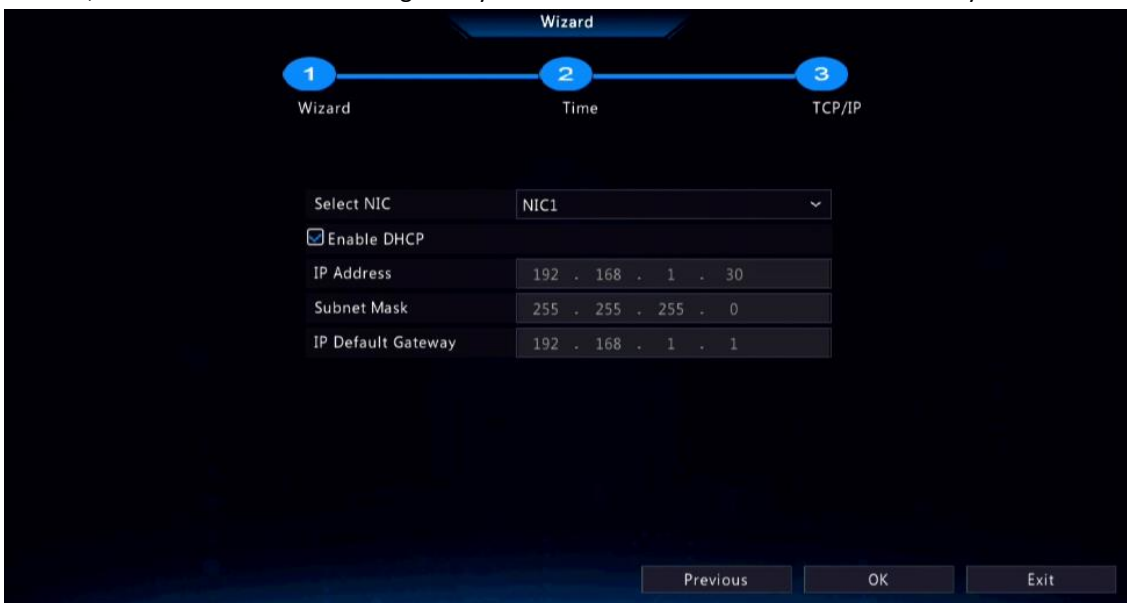 Wizard
1 2 3
Wizard Time TCP/IP
Select NIC NIC1
Enable DHCP
IP Address 192 . 168 . 1 . 30
Subnet Mask 255 . 255 . 255 . 0
IP Default Gateway 192 . 168 . 1 . 1
Previous OK Exit